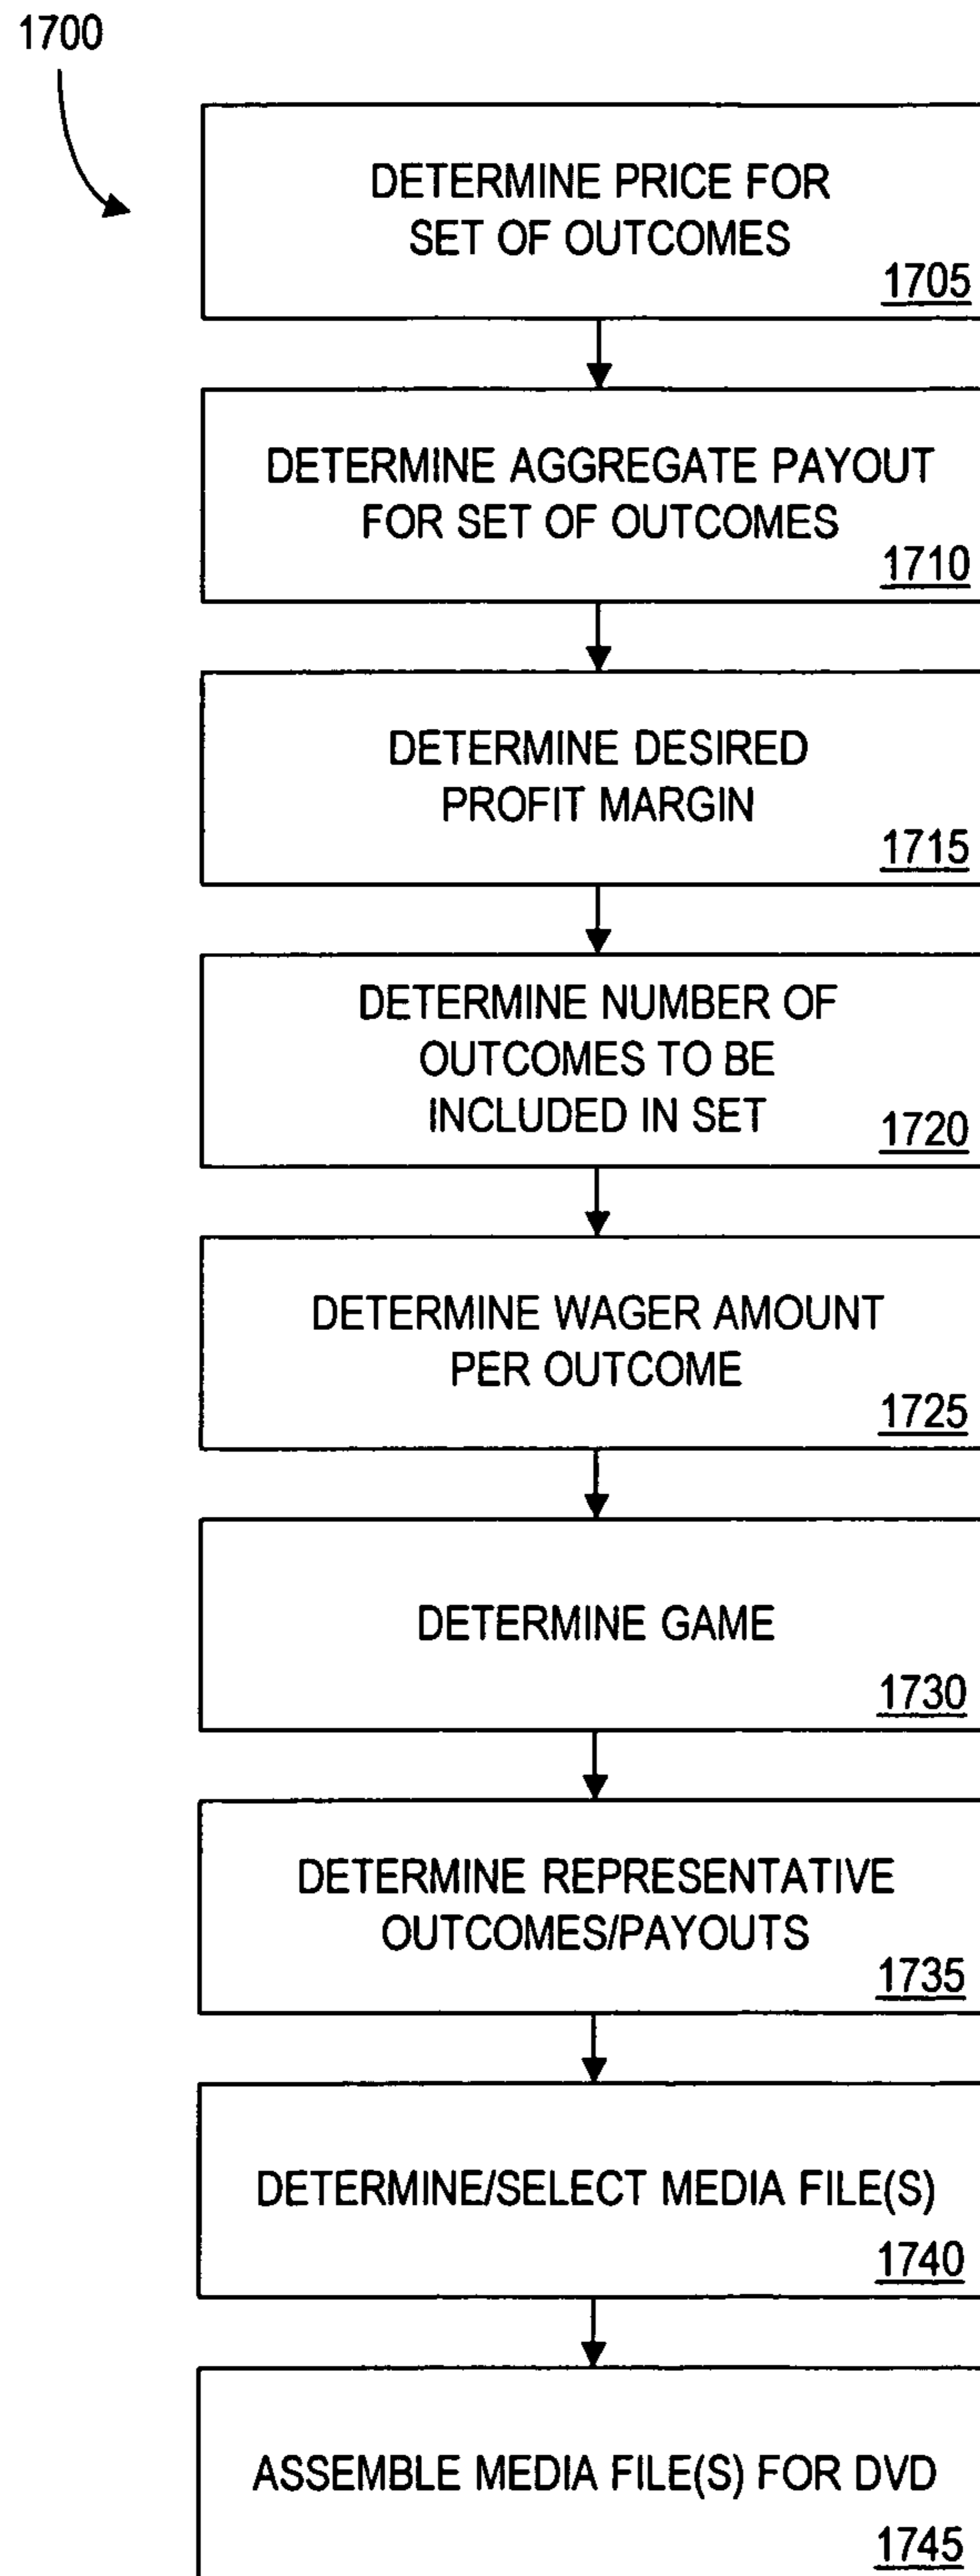 1700
DETERMINE PRICE FOR
SET OF OUTCOMES
1705
DETERMINE AGGREGATE PAYOUT
FOR SET OF OUTCOMES
1710
DETERMINE DESIRED
PROFIT MARGIN
1715
DETERMINE NUMBER OF
OUTCOMES TO BE
INCLUDED IN SET
1720
DETERMINE WAGER AMOUNT
PER OUTCOME
1725
DETERMINE GAME
1730
DETERMINE REPRESENTATIVE
OUTCOMES/PAYOUTS
1735
DETERMINE/SELECT MEDIA FILE(S)
1740
ASSEMBLE MEDIA FILE(S) FOR DVD
1745